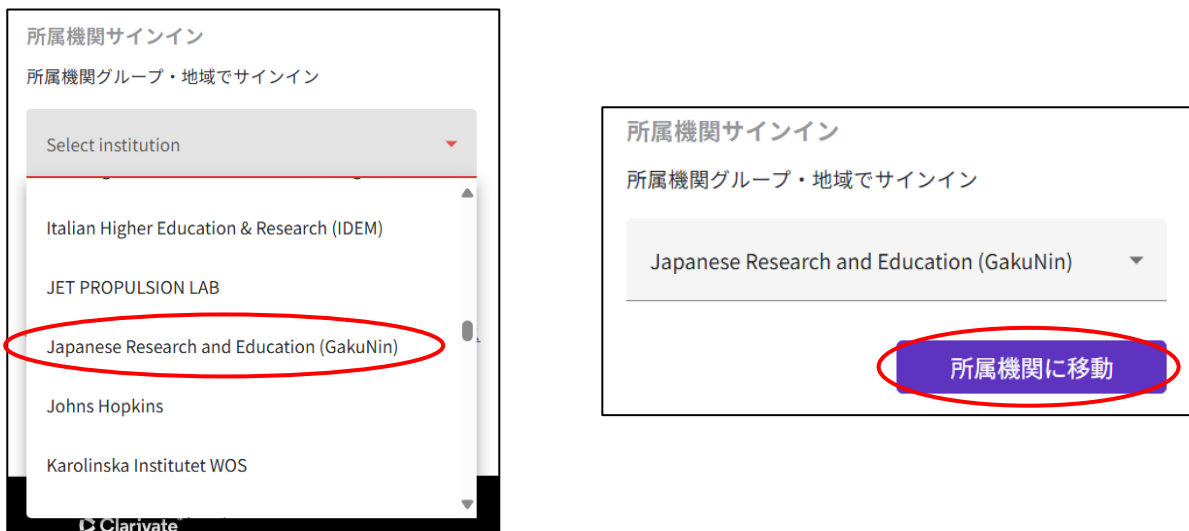 所属機関サインイン
所属機関グループ・地域でサインイン
Select institution
Italian Higher Education & Research (IDEM)
JET PROPULSION LAB
Japanese Research and Education (GakuNin)
Johns Hopkins
Karolinska Institutet WOS
Clarivate
所属機関サインイン
所属機関グループ・地域でサインイン
Japanese Research and Education (GakuNin)
所属機関に移動